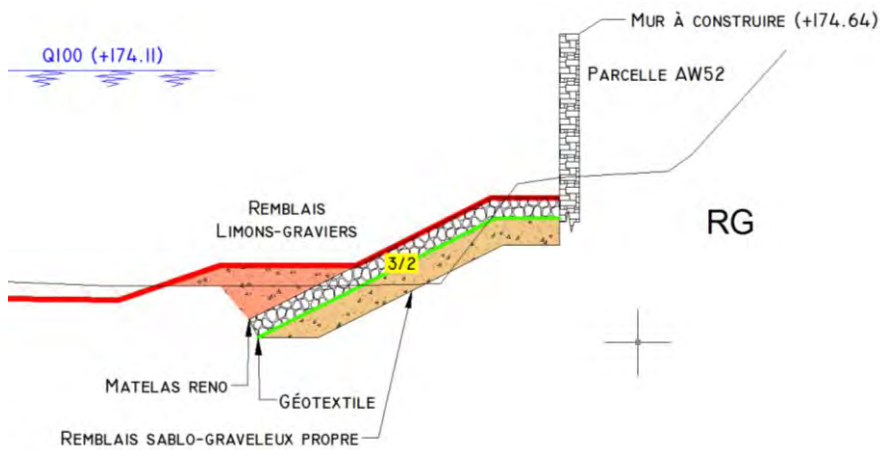 MUR À CONSTRUIRE (+174.64)
Q100 (+174.11)
PARCELLE AW52
REMBLAIS
LIMONS-GRAVIERS
RG
3/2
MATELAS RENO
GÉOTEXTILE
REMBLAIS SABLO-GRAVELEUX PROPRE